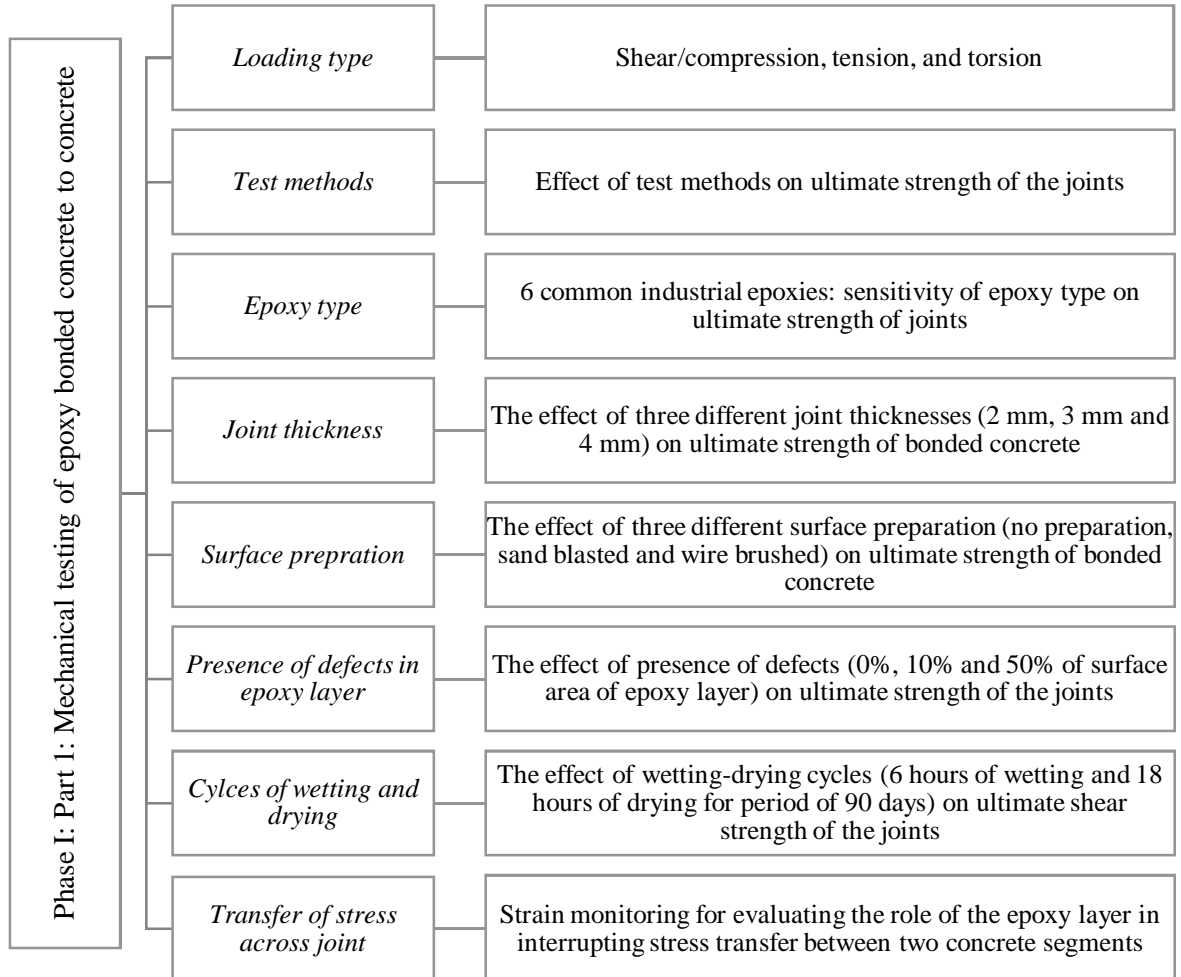 Phase I: Part 1: Mechanical testing of epoxy bonded concrete to concrete
Loading type
Shear/compression, tension, and torsion
Test methods
Effect of test methods on ultimate strength of the joints
Epoxy type
6 common industrial epoxies: sensitivity of epoxy type on
ultimate strength of joints
Joint thickness
The effect of three different joint thicknesses (2 mm, 3 mm and
4 mm) on ultimate strength of bonded concrete
Surface prepration
The effect of three different surface preparation (no preparation,
sand blasted and wire brushed) on ultimate strength of bonded
concrete
Presence of defects in
epoxy layer
The effect of presence of defects (0%, 10% and 50% of surface
area of epoxy layer) on ultimate strength of the joints
Cylces of wetting and
drying
The effect of wetting-drying cycles (6 hours of wetting and 18
hours of drying for period of 90 days) on ultimate shear
strength of the joints
Transfer of stress
across joint
Strain monitoring for evaluating the role of the epoxy layer in
interrupting stress transfer between two concrete segments